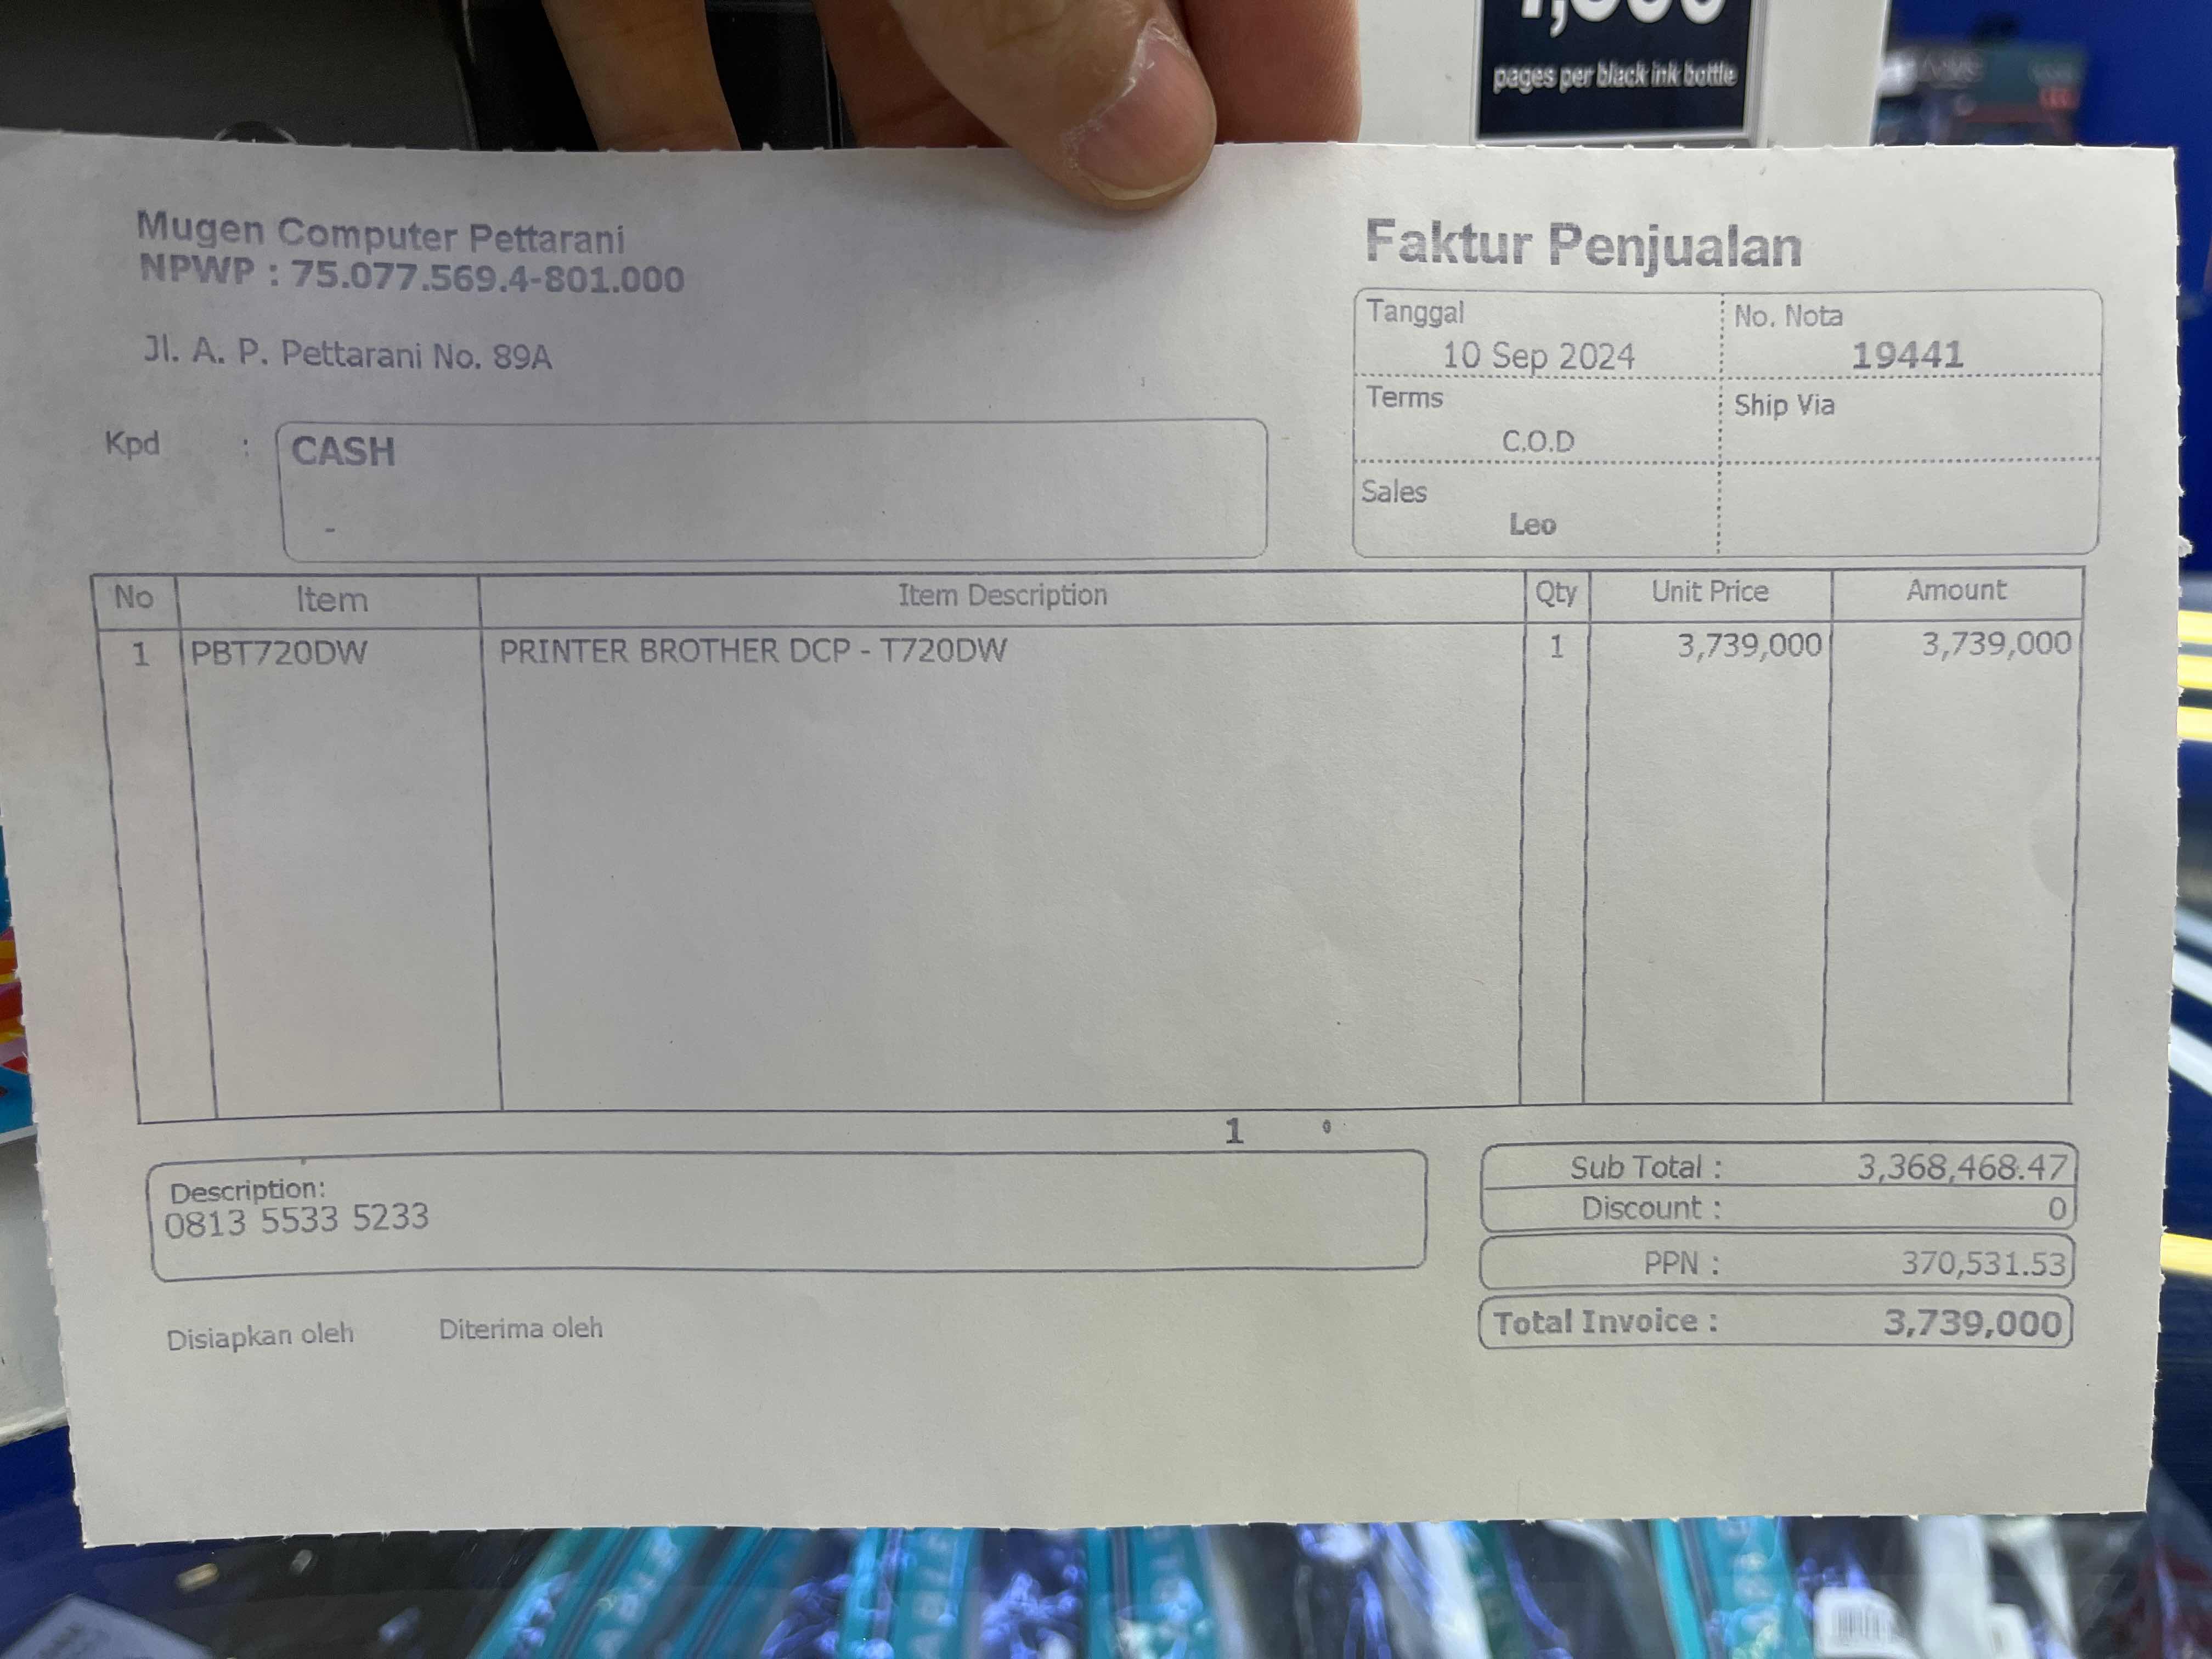 pages per black ink bottle
Mugen Computer Pettarani
NPWP : 75.077.569.4-801.000
Jl. A. P. Pettarani No. 89A
Faktur Penjualan
Tanggal
10 Sep 2024
No. Nota
19441
Terms
C.O.D
Ship Via
Sales
Leo
Kpd : CASH
-
No Item Item Description Qty Unit Price Amount
1 PBT720DW PRINTER BROTHER DCP - T720DW 1 3,739,000 3,739,000
1 0
Description:
0813 5533 5233
Sub Total : 3,368,468.47
Discount : 0
PPN : 370,531.53
Total Invoice : 3,739,000
Disiapkan oleh Diterima oleh